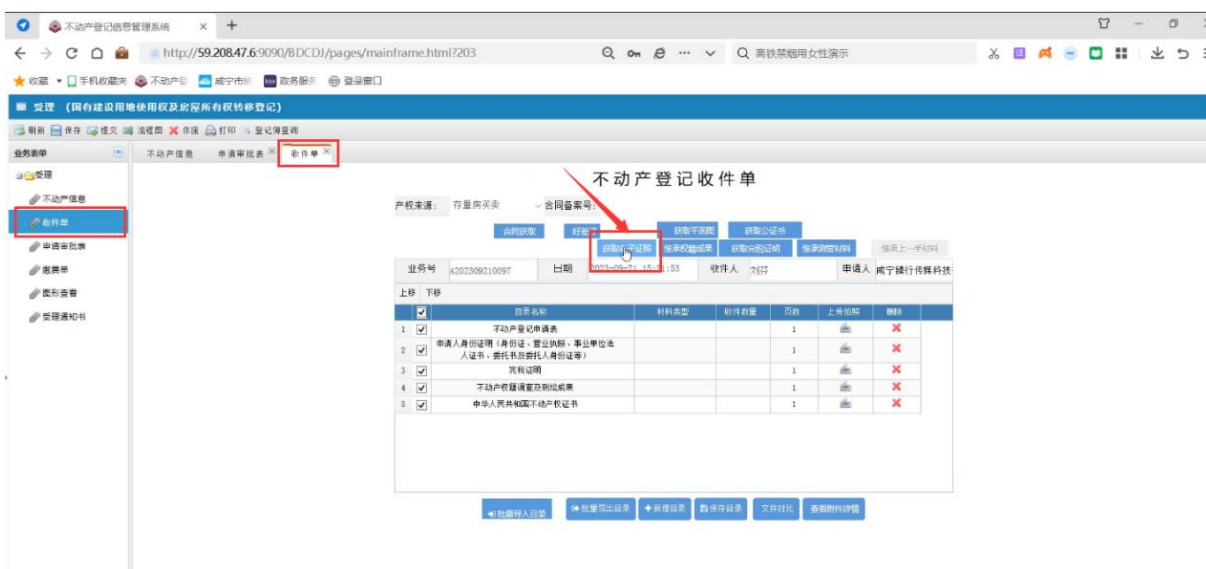 不动产登记信息管理系统 × +
http://59.208.47.6:9090/BDCDJ/pages/mainframe.html?203
高铁禁烟用女性演示
收藏 手机收藏夹 不动产登 咸宁市 政务服务 登录窗口
受理 (国有建设用地使用权及房屋所有权转移登记)
刷新 保存 提交 流程图 作废 打印 登记簿查询
业务表单 不动产信息 申请审批表 收件单
受理
不动产信息
收件单
申请审批表
缴费单
图形查看
受理通知书
不动产登记收件单
产权来源: 存量房买卖 合同备案号:
合同获取 获取平面图 获取公证书
继承权籍成果 获取完税证明 继承上一手材料
业务号 A202309210097 日期 2023-09-21 15:21:53 收件人 刘芬 申请人
上移 下移
目录名称 材料类型 收件数量 页数 上传拍照 删除
1 不动产登记申请表 1
2 申请人身份证明(身份证、营业执照、事业单位法
人证书、委托书及委托人身份证等) 1
3 完税证明 1
4 不动产权籍调查及测绘成果 1
5 中华人民共和国不动产权证书 1
批量导入目录 批量导出目录 新增目录 保存目录 文件对比 查看附件详情